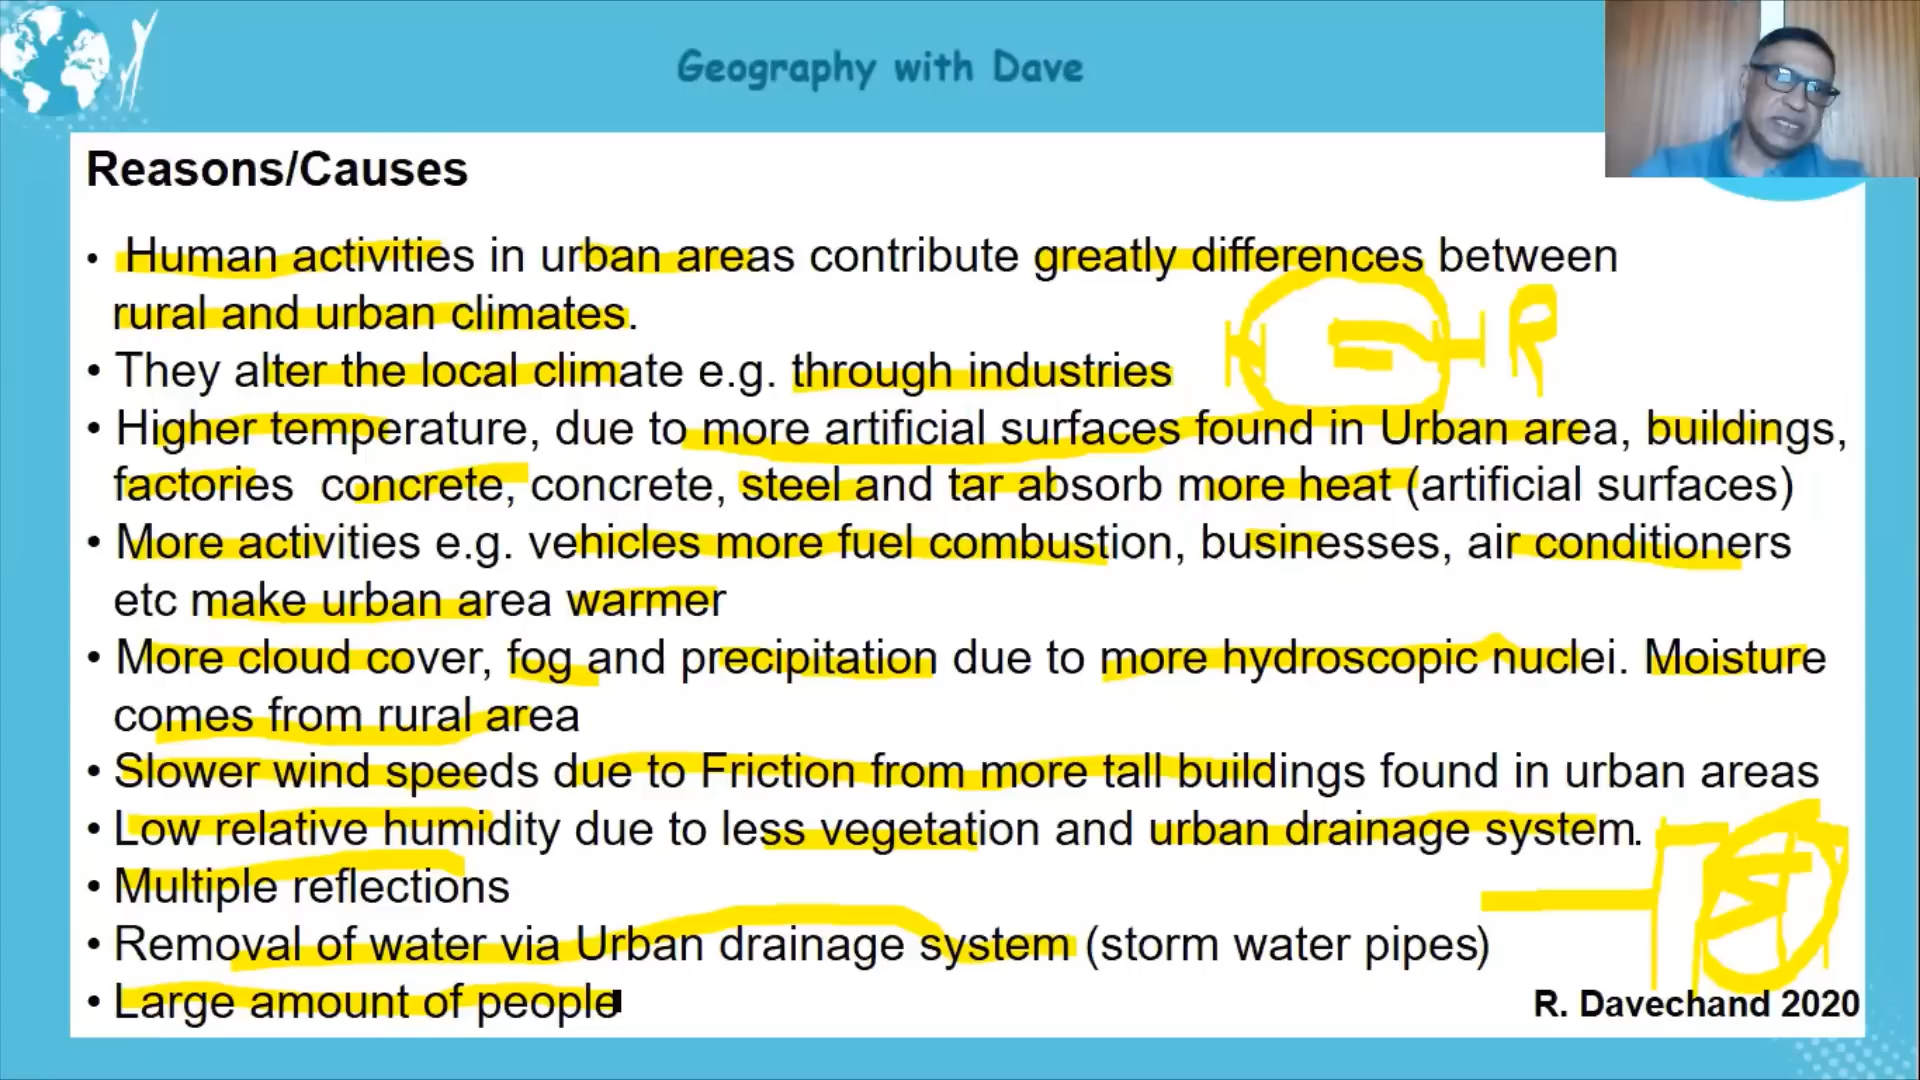 Geography with Dave
Reasons/Causes
• Human activities in urban areas contribute greatly differences between
rural and urban climates.
• They alter the local climate e.g. through industries
R
• Higher temperature, due to more artificial surfaces found in Urban area, buildings,
factories concrete, concrete, steel and tar absorb more heat (artificial surfaces)
• More activities e.g. vehicles more fuel combustion, businesses, air conditioners
etc make urban area warmer
• More cloud cover, fog and precipitation due to more hydroscopic nuclei. Moisture
comes from rural area
• Slower wind speeds due to Friction from more tall buildings found in urban areas
• Low relative humidity due to less vegetation and urban drainage system.
• Multiple reflections
• Removal of water via Urban drainage system (storm water pipes)
• Large amount of people
R. Davechand 2020